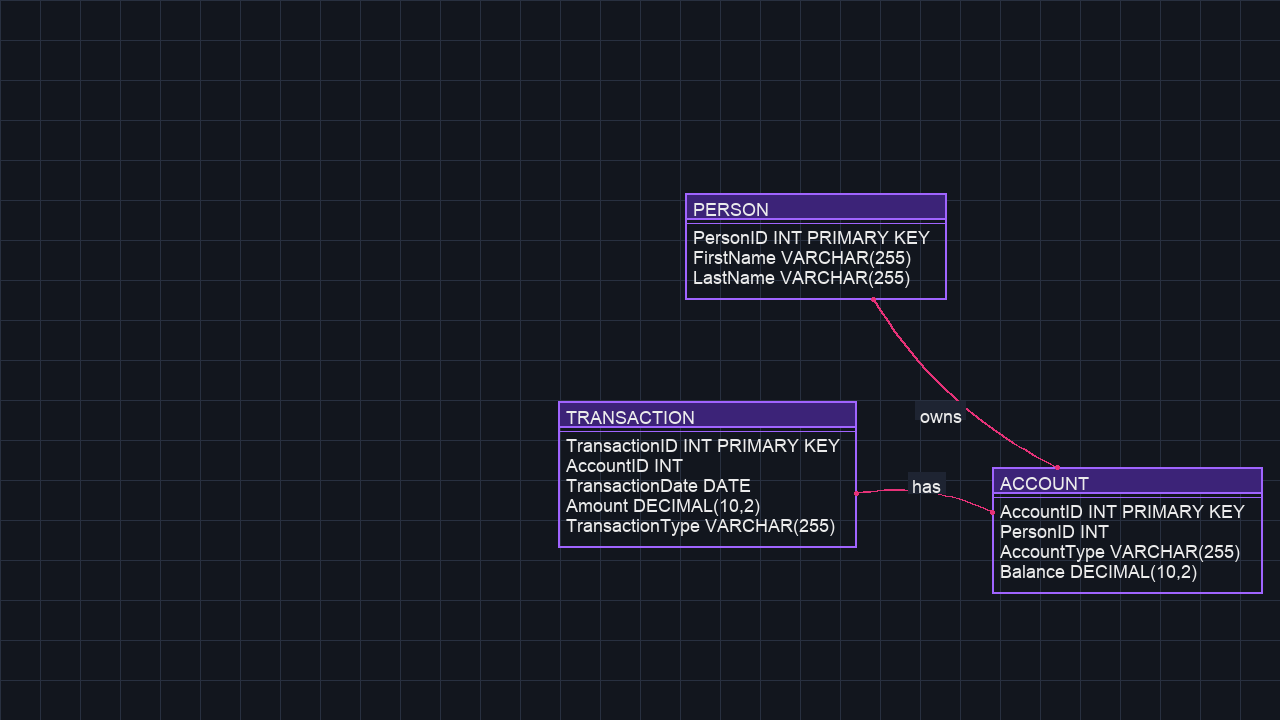 PERSON
PersonID INT PRIMARY KEY
FirstName VARCHAR(255)
LastName VARCHAR(255)
owns
TRANSACTION
TransactionID INT PRIMARY KEY
AccountID INT
TransactionDate DATE
Amount DECIMAL(10,2)
TransactionType VARCHAR(255)
has
ACCOUNT
AccountID INT PRIMARY KEY
PersonID INT
AccountType VARCHAR(255)
Balance DECIMAL(10,2)